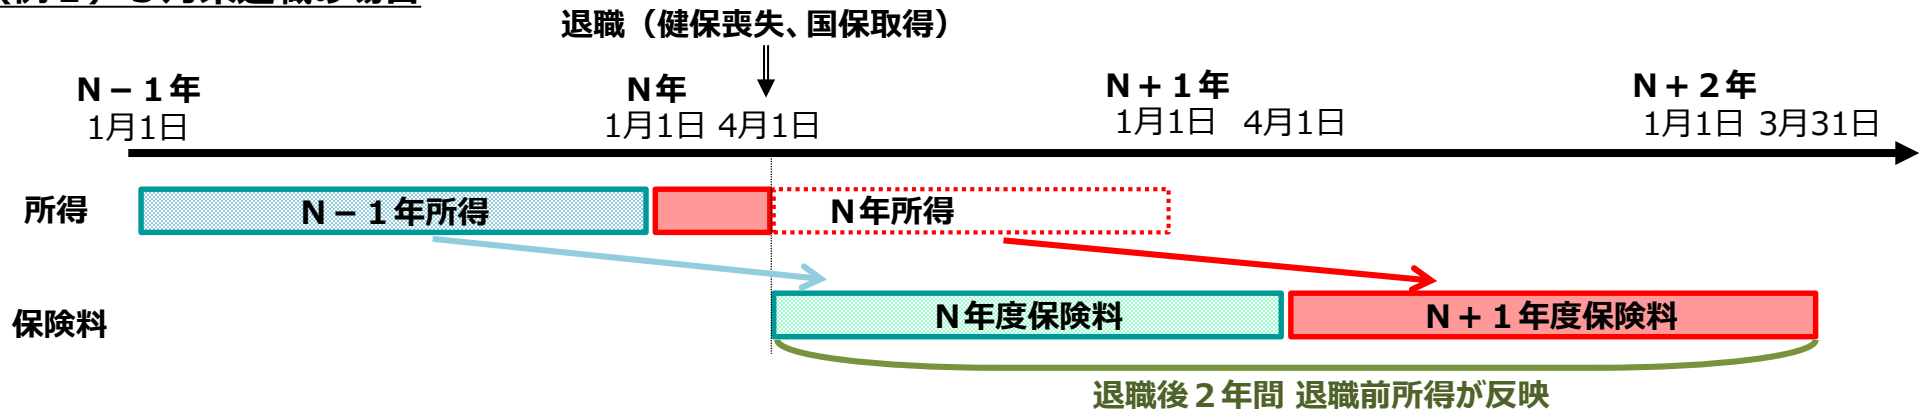 退職（健保喪失、国保取得）
N－1年
N年
N＋1年
N＋2年
1月1日
1月1日 4月1日
1月1日 4月1日
1月1日 3月31日
所得
N－1年所得
N年所得
保険料
N年度保険料
N＋1年度保険料
退職後2年間 退職前所得が反映